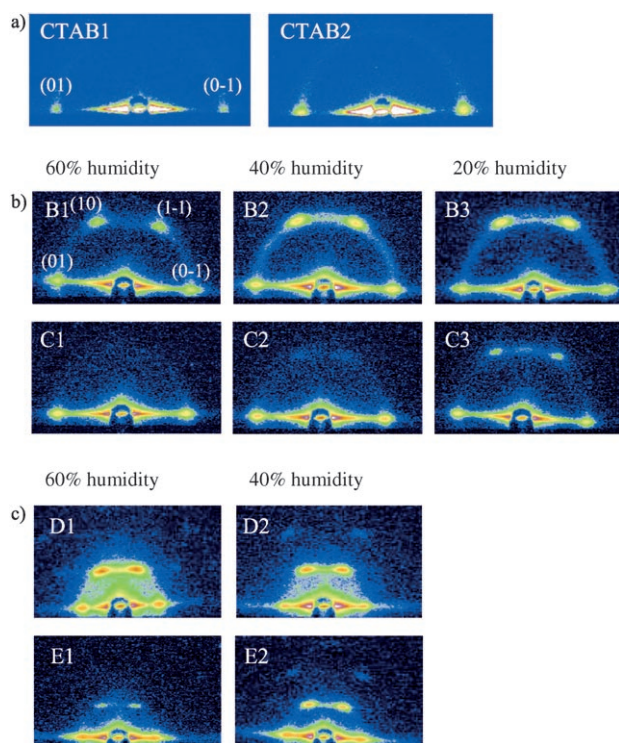 a)
CTAB1 CTAB2
(01) (0-1)
60% humidity 40% humidity 20% humidity
b)
B1 (10) (1-1) B2 B3
(01) (0-1)
C1 C2 C3
60% humidity 40% humidity
c)
D1 D2
E1 E2